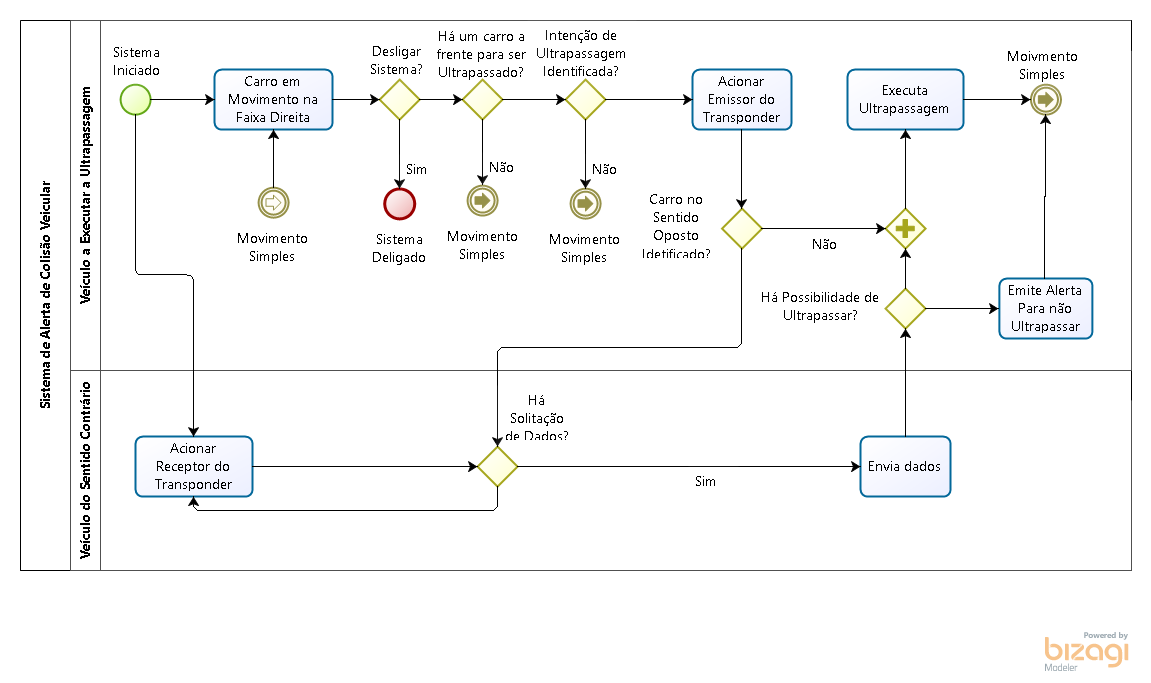 Sistema de Alerta de Colisão Veicular
Veículo a Executar a Ultrapassagem
Sistema
Iniciado
Carro em
Movimento na
Faixa Direita
Movimento
Simples
Desligar
Sistema?
Sim
Sistema
Deligado
Há um carro a
frente para ser
Ultrapassado?
Não
Movimento
Simples
Intenção de
Ultrapassagem
Identificada?
Não
Movimento
Simples
Acionar
Emissor do
Transponder
Carro no
Sentido
Oposto
Idetificado?
Não
Executa
Ultrapassagem
Moivmento
Simples
Há Possibilidade de
Ultrapassar?
Emite Alerta
Para não
Ultrapassar
Veículo do Sentido Contrário
Acionar
Receptor do
Transponder
Há
Solitação
de Dados?
Sim
Envia dados
Powered by
bizagi
Modeler